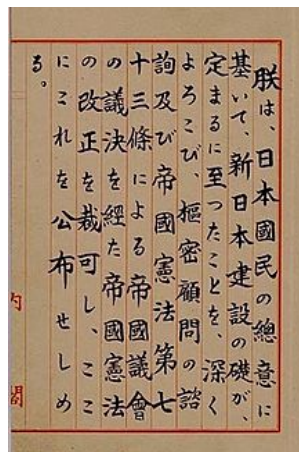 朕は、日本國民の總意に
基いて、新日本建設の礎が、
定まるに至つたことを、深く
よろこび、樞密顧問の諮
詢及び帝國憲法第七
十三條による帝國議會
の議決を經た帝國憲法
の改正を裁可し、ここ
にこれを公布せしめ
る。
内閣